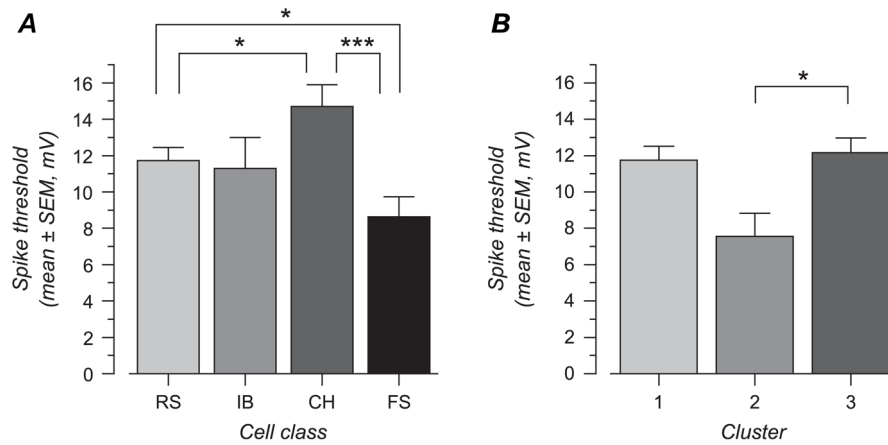 A
*
*
***
16
14
12
10
8
6
4
2
0
Spike threshold
(mean ± SEM, mV)
RS IB CH FS
Cell class
B
*
16
14
12
10
8
6
4
2
0
Spike threshold
(mean ± SEM, mV)
1 2 3
Cluster